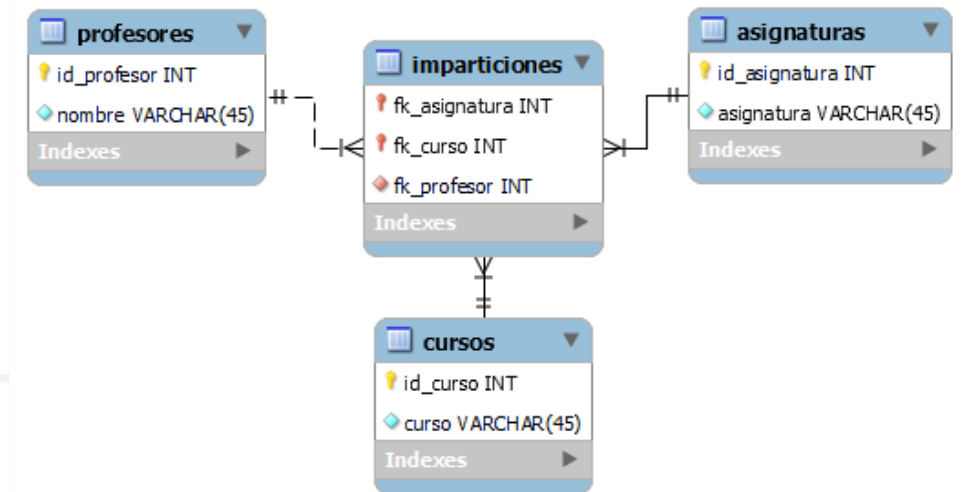 profesores
id_profesor INT
nombre VARCHAR(45)
Indexes
imparticiones
fk_asignatura INT
fk_curso INT
fk_profesor INT
Indexes
asignaturas
id_asignatura INT
asignatura VARCHAR(45)
Indexes
cursos
id_curso INT
curso VARCHAR(45)
Indexes